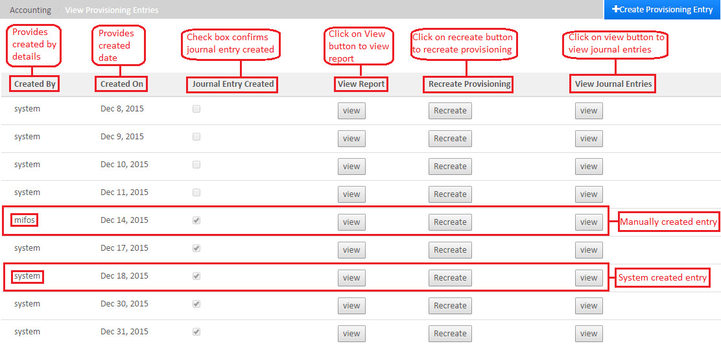 Accounting View Provisioning Entries +Create Provisioning Entry
Provides created by details
Provides created date
Check box confirms journal entry created
Click on View button to view report
Click on recreate button to recreate provisioning
Click on view button to view journal entries
Created By Created On Journal Entry Created View Report Recreate Provisioning View Journal Entries
system Dec 8, 2015 view Recreate view
system Dec 9, 2015 view Recreate view
system Dec 10, 2015 view Recreate view
system Dec 11, 2015 view Recreate view
mifos Dec 14, 2015 view Recreate view Manually created entry
system Dec 17, 2015 view Recreate view
system Dec 18, 2015 view Recreate view System created entry
system Dec 30, 2015 view Recreate view
system Dec 31, 2015 view Recreate view